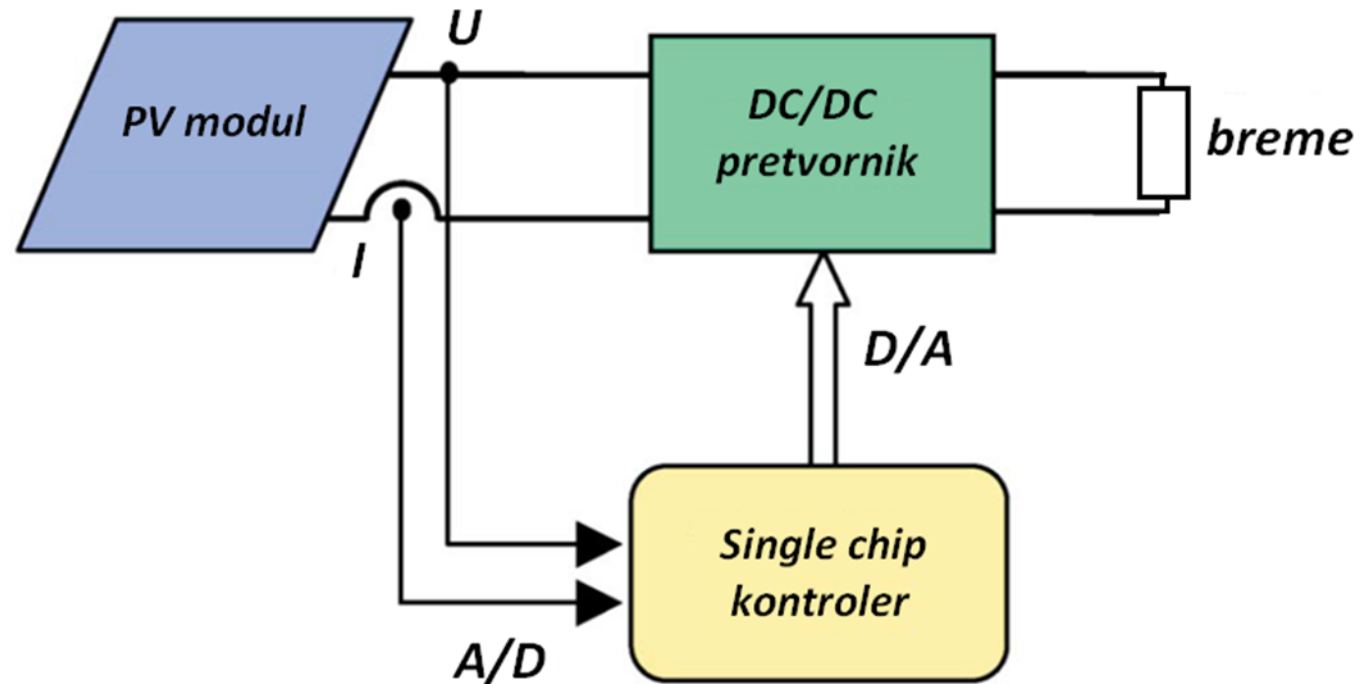 U
PV modul
DC/DC
pretvornik
breme
I
D/A
Single chip
kontroler
A/D